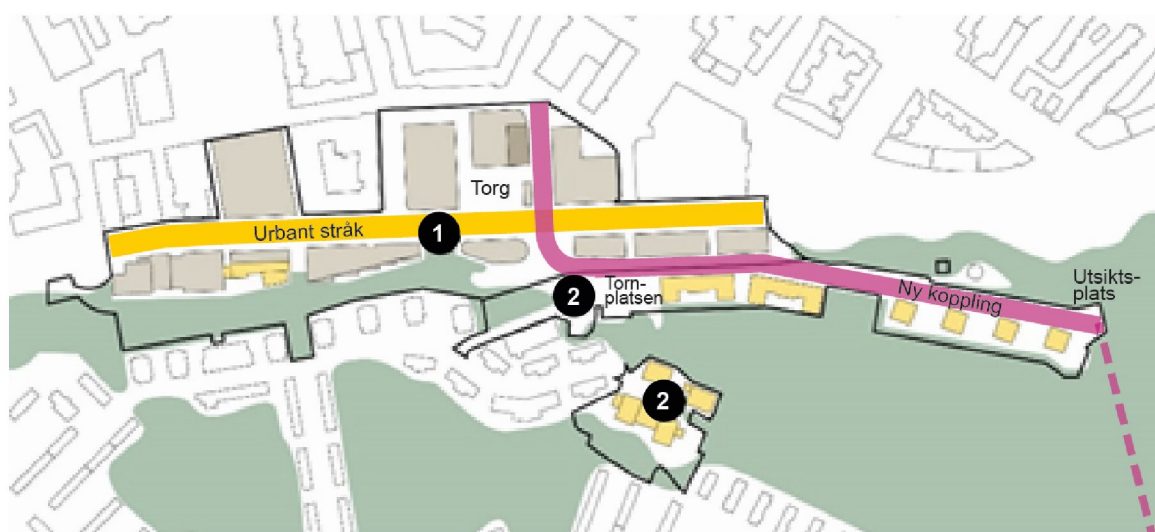 Torg
Urbant stråk
1
2
Torn-
platsen
Ny koppling
Utsikts-
plats
2